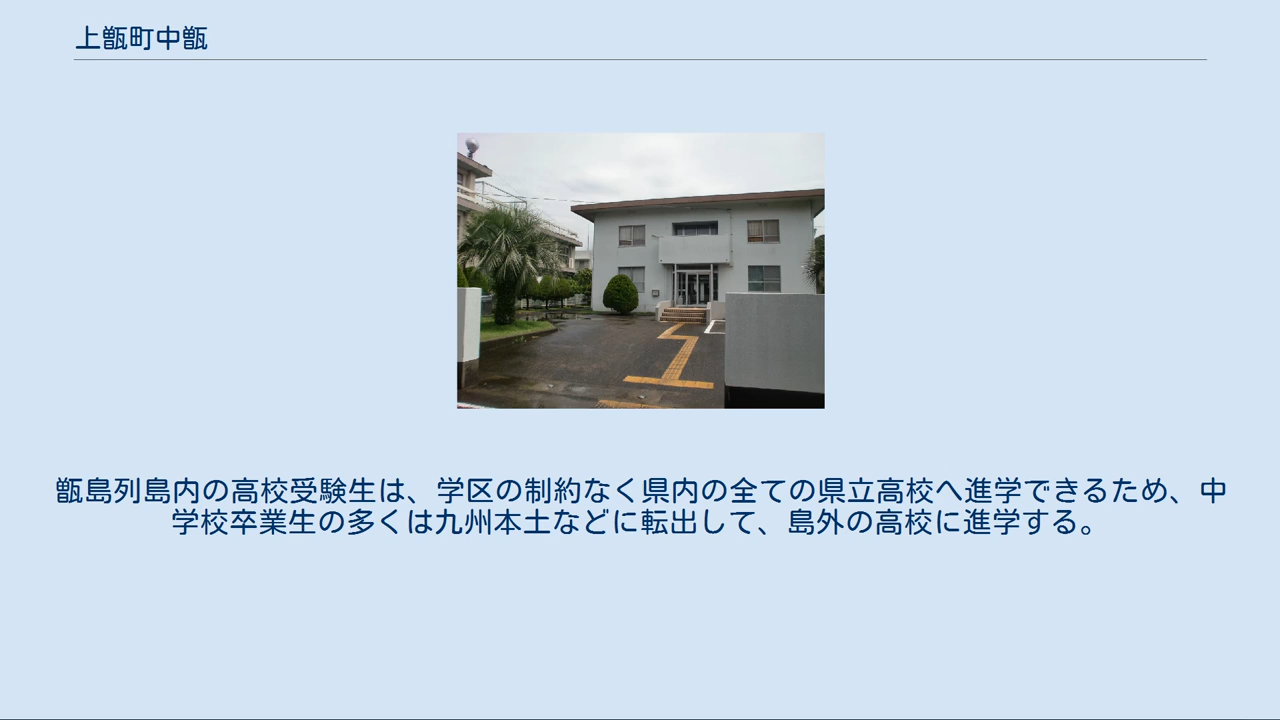 上甑町中甑
甑島列島内の高校受験生は、学区の制約なく県内の全ての県立高校へ進学できるため、中
学校卒業生の多くは九州本土などに転出して、島外の高校に進学する。